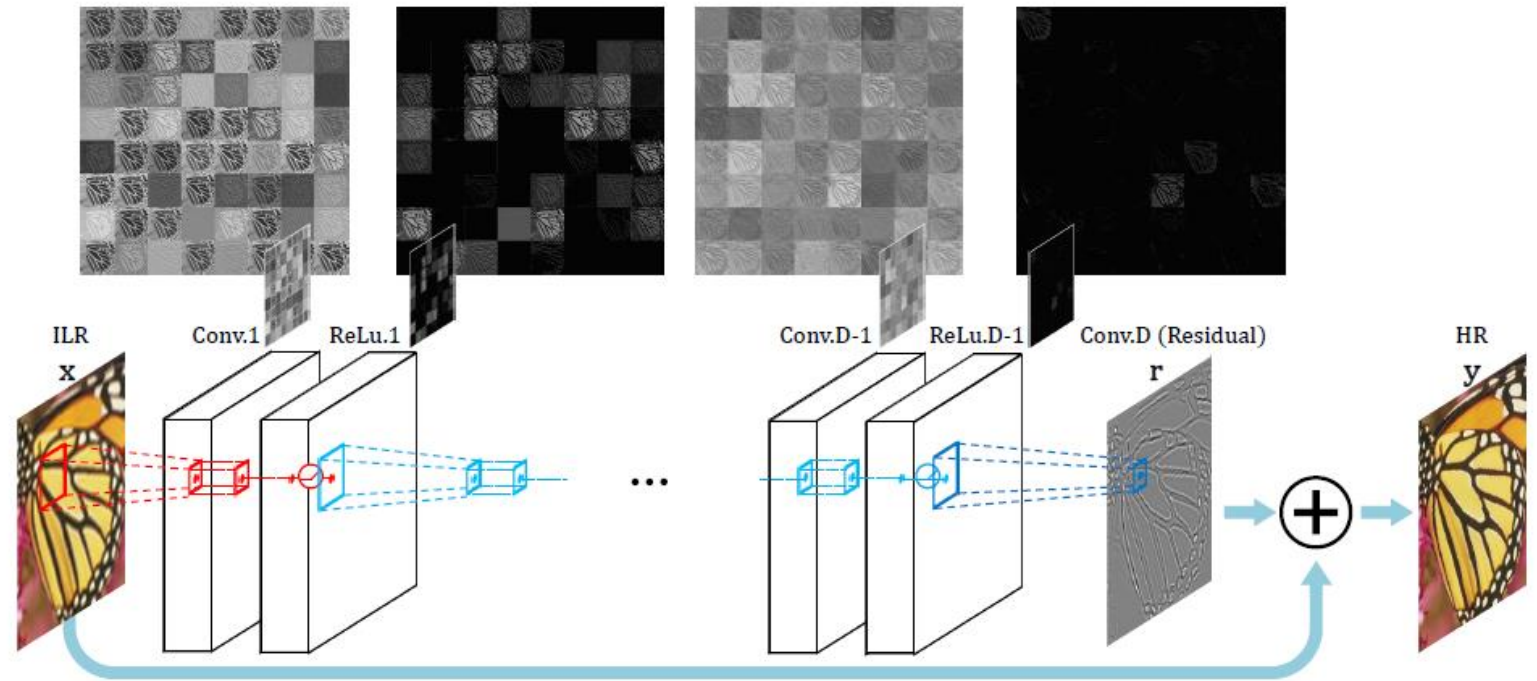 ILR
x
Conv.1
ReLu.1
...
Conv.D-1
ReLu.D-1
Conv.D (Residual)
r
HR
y